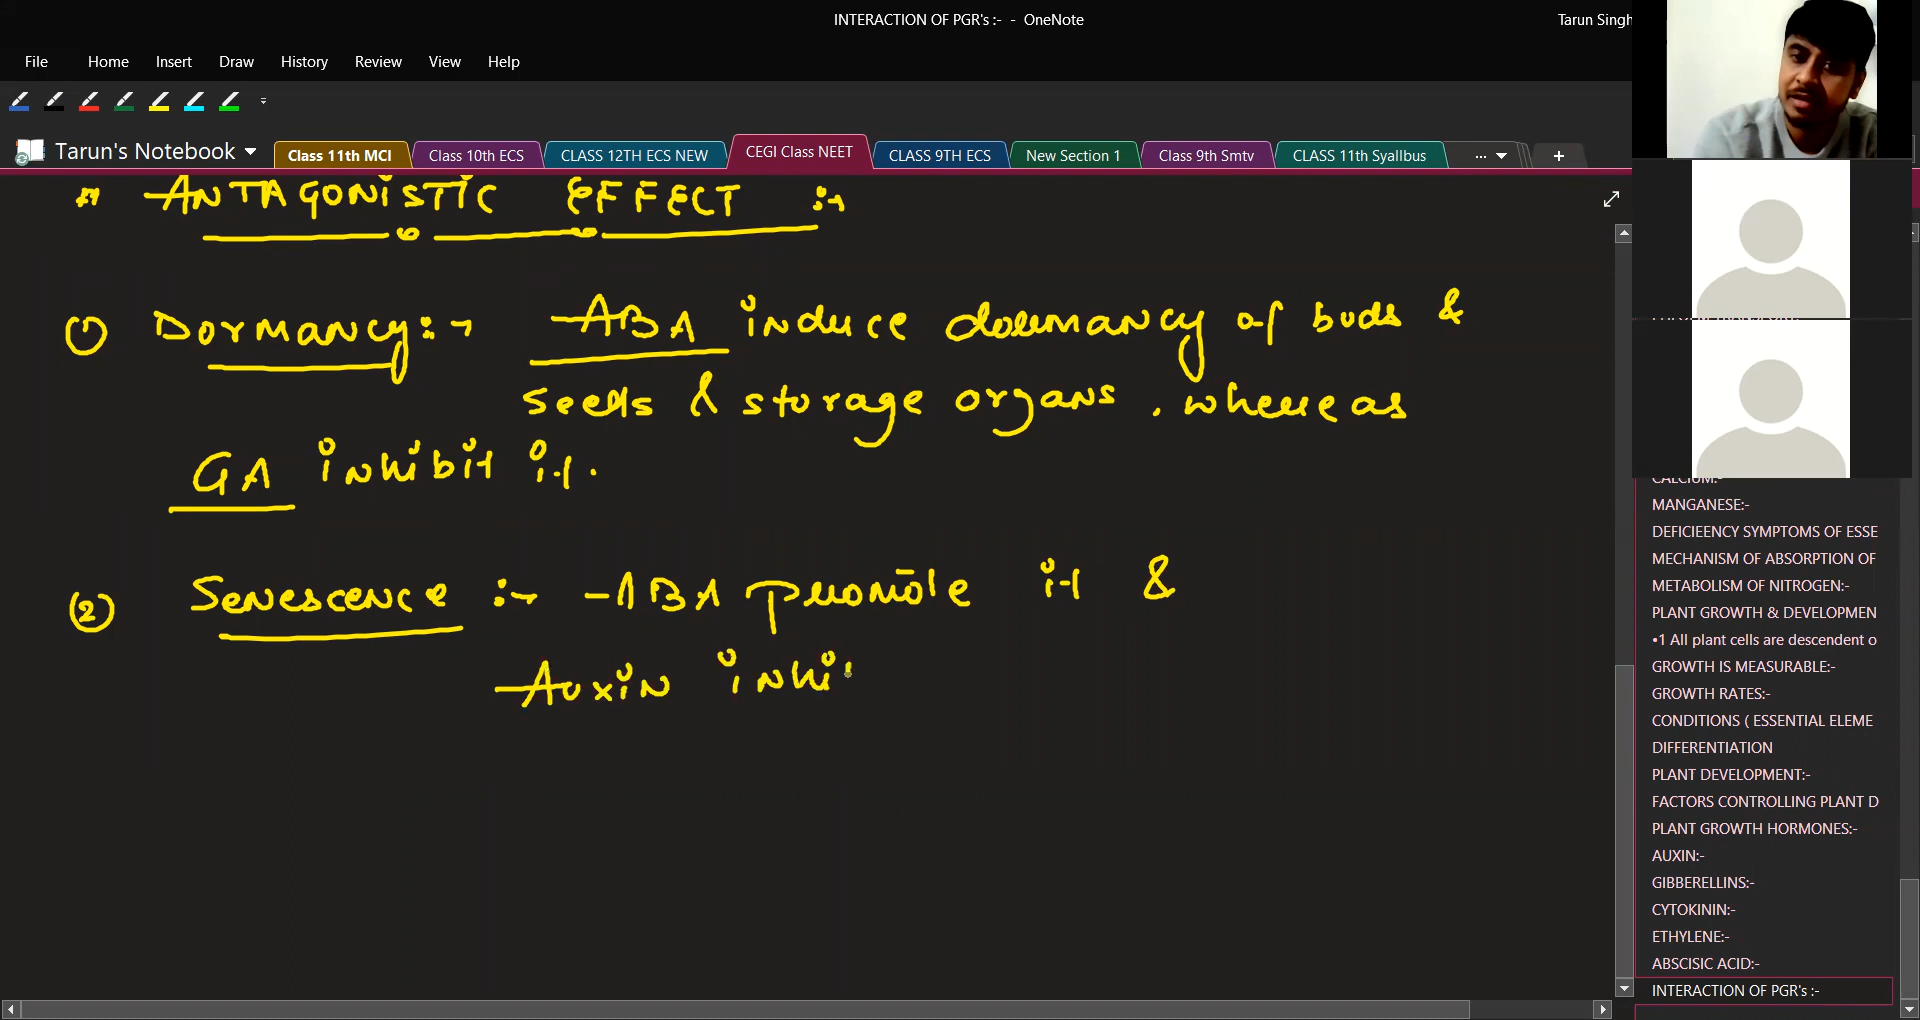 INTERACTION OF PGR's :- - OneNote
Tarun Singh
File Home Insert Draw History Review View Help
Tarun's Notebook
Class 11th MCI
Class 10th ECS
CLASS 12TH ECS NEW
CEGI Class NEET
CLASS 9TH ECS
New Section 1
Class 9th Smtv
CLASS 11th Syallbus
...
+
ANTAGONISTIC EFFECT :-
(1) Dormancy :- ABA induce dormancy of buds &
seeds & storage organs. where as
GA inhibit it.
(2) Senescence :- ABA promote it &
Auxin inhi
CALCIUM:-
MANGANESE:-
DEFICIEENCY SYMPTOMS OF ESSE
MECHANISM OF ABSORPTION OF
METABOLISM OF NITROGEN:-
PLANT GROWTH & DEVELOPMEN
•1 All plant cells are descendent o
GROWTH IS MEASURABLE:-
GROWTH RATES:-
CONDITIONS ( ESSENTIAL ELEME
DIFFERENTIATION
PLANT DEVELOPMENT:-
FACTORS CONTROLLING PLANT D
PLANT GROWTH HORMONES:-
AUXIN:-
GIBBERELLINS:-
CYTOKININ:-
ETHYLENE:-
ABSCISIC ACID:-
INTERACTION OF PGR's :-